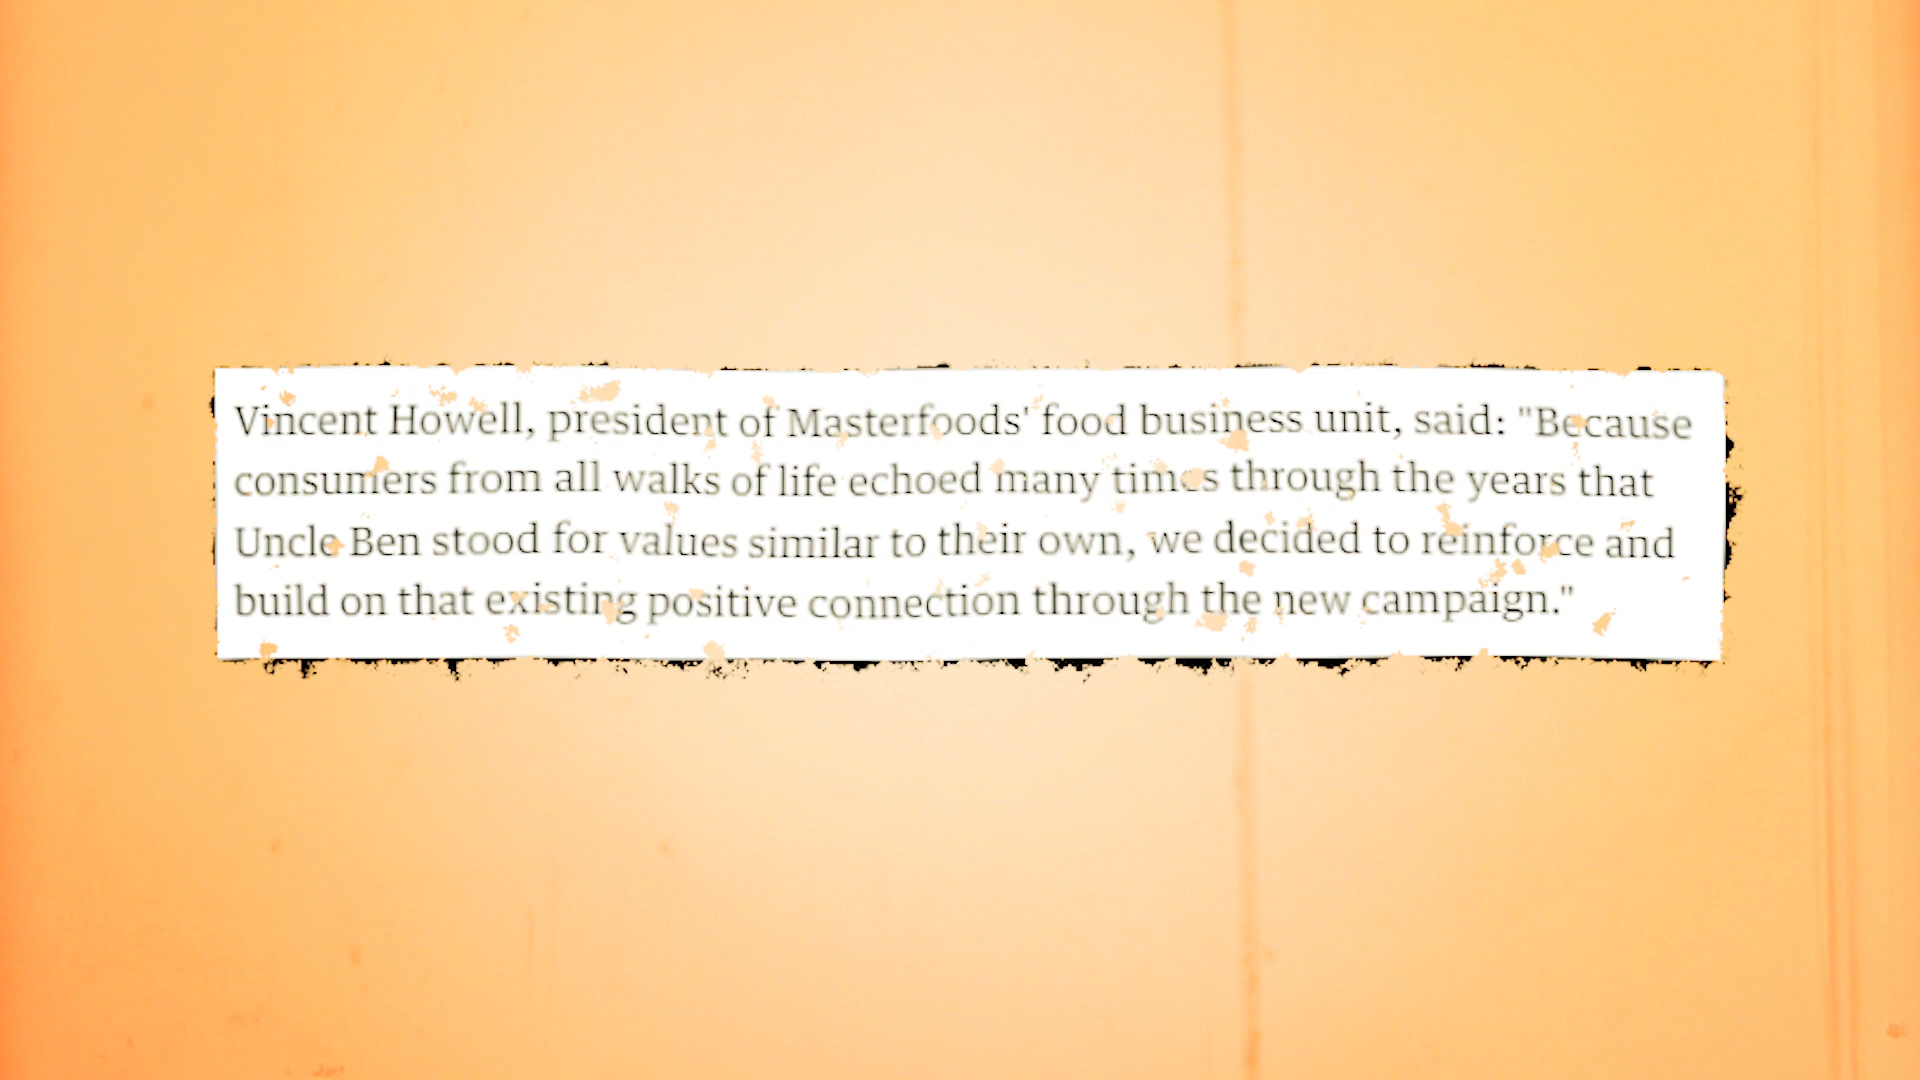 Vincent Howell, president of Masterfoods' food business unit, said: "Because
consumers from all walks of life echoed many times through the years that
Uncle Ben stood for values similar to their own, we decided to reinforce and
build on that existing positive connection through the new campaign."